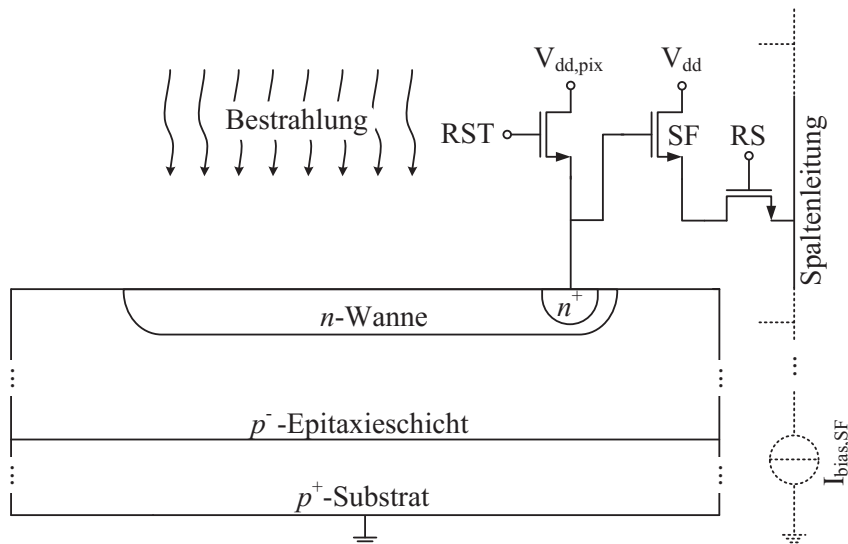 V_dd,pix
V_dd
Bestrahlung
RST
SF
RS
Spaltenleitung
n-Wanne
n⁺
p⁻-Epitaxieschicht
p⁺-Substrat
I_bias,SF